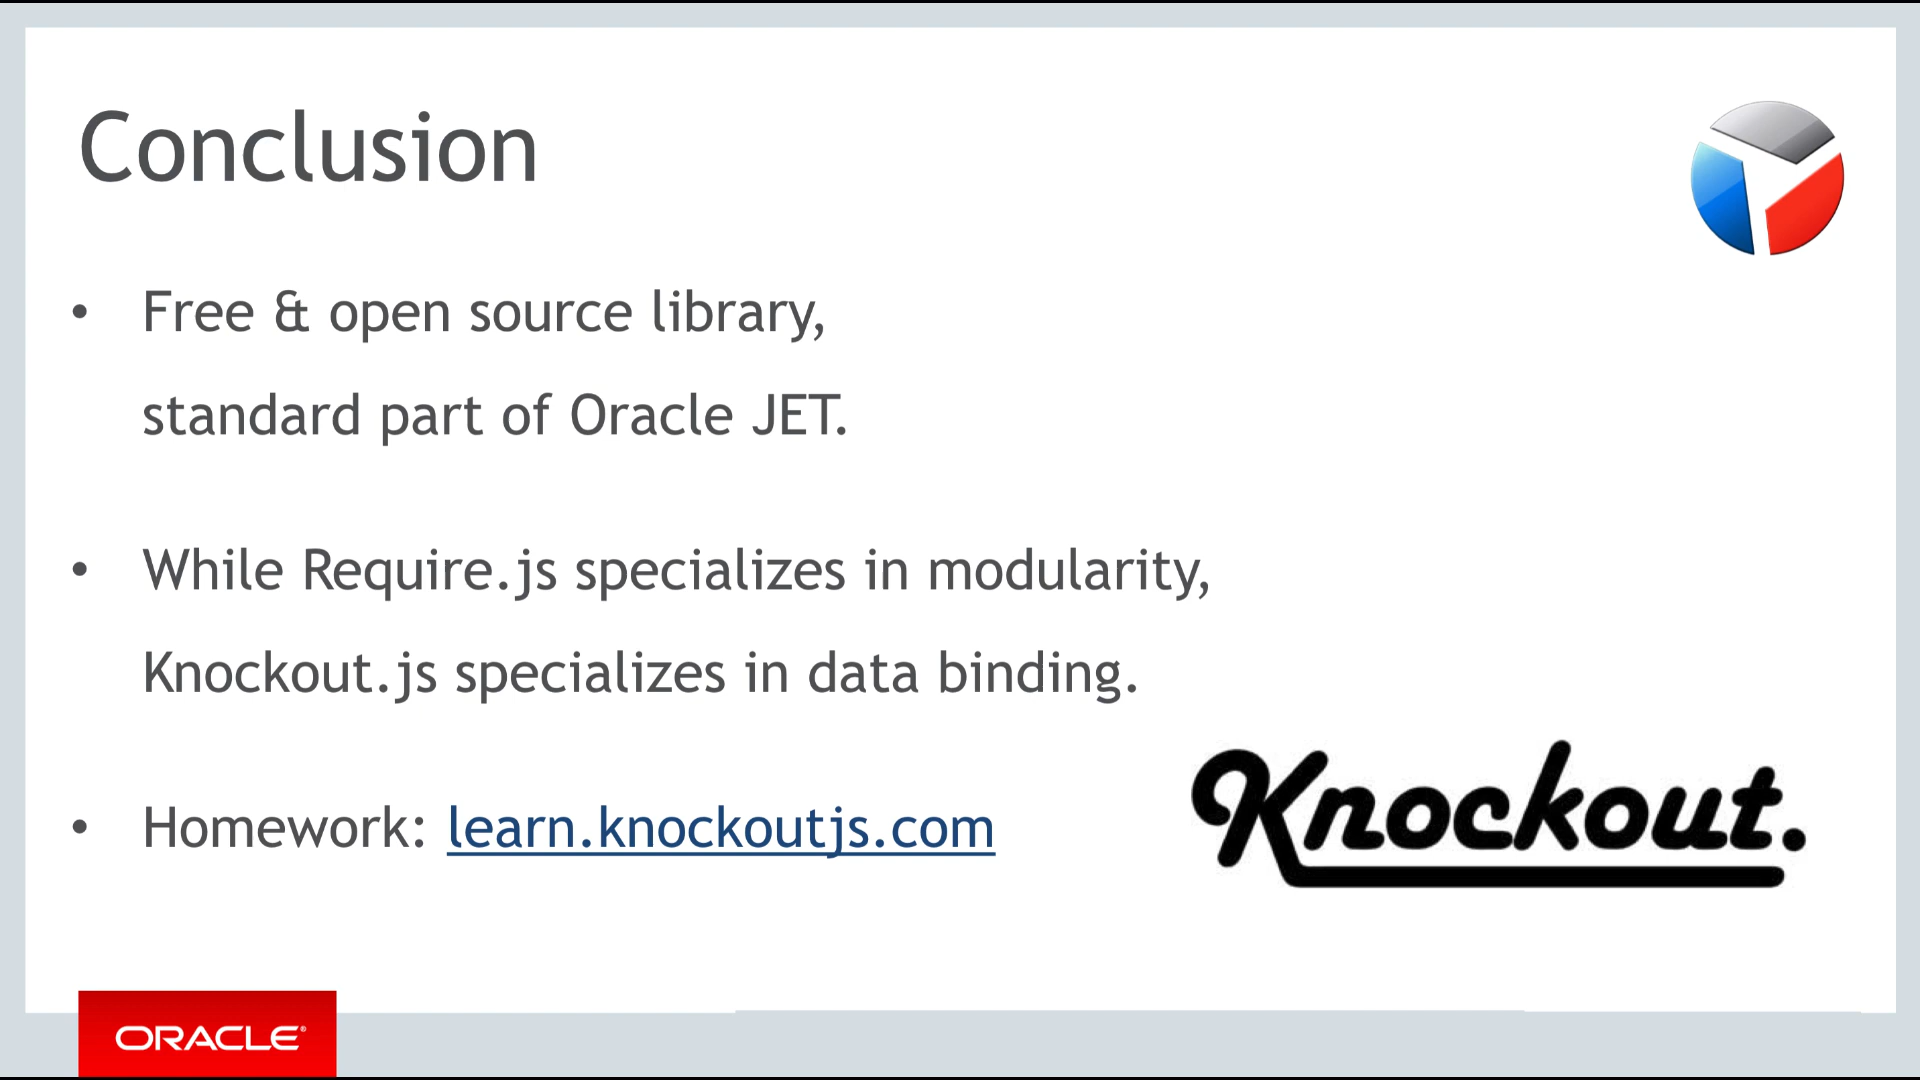 Conclusion
• Free & open source library,
standard part of Oracle JET.
• While Require.js specializes in modularity,
Knockout.js specializes in data binding.
• Homework: learn.knockoutjs.com
Knockout.
ORACLE®